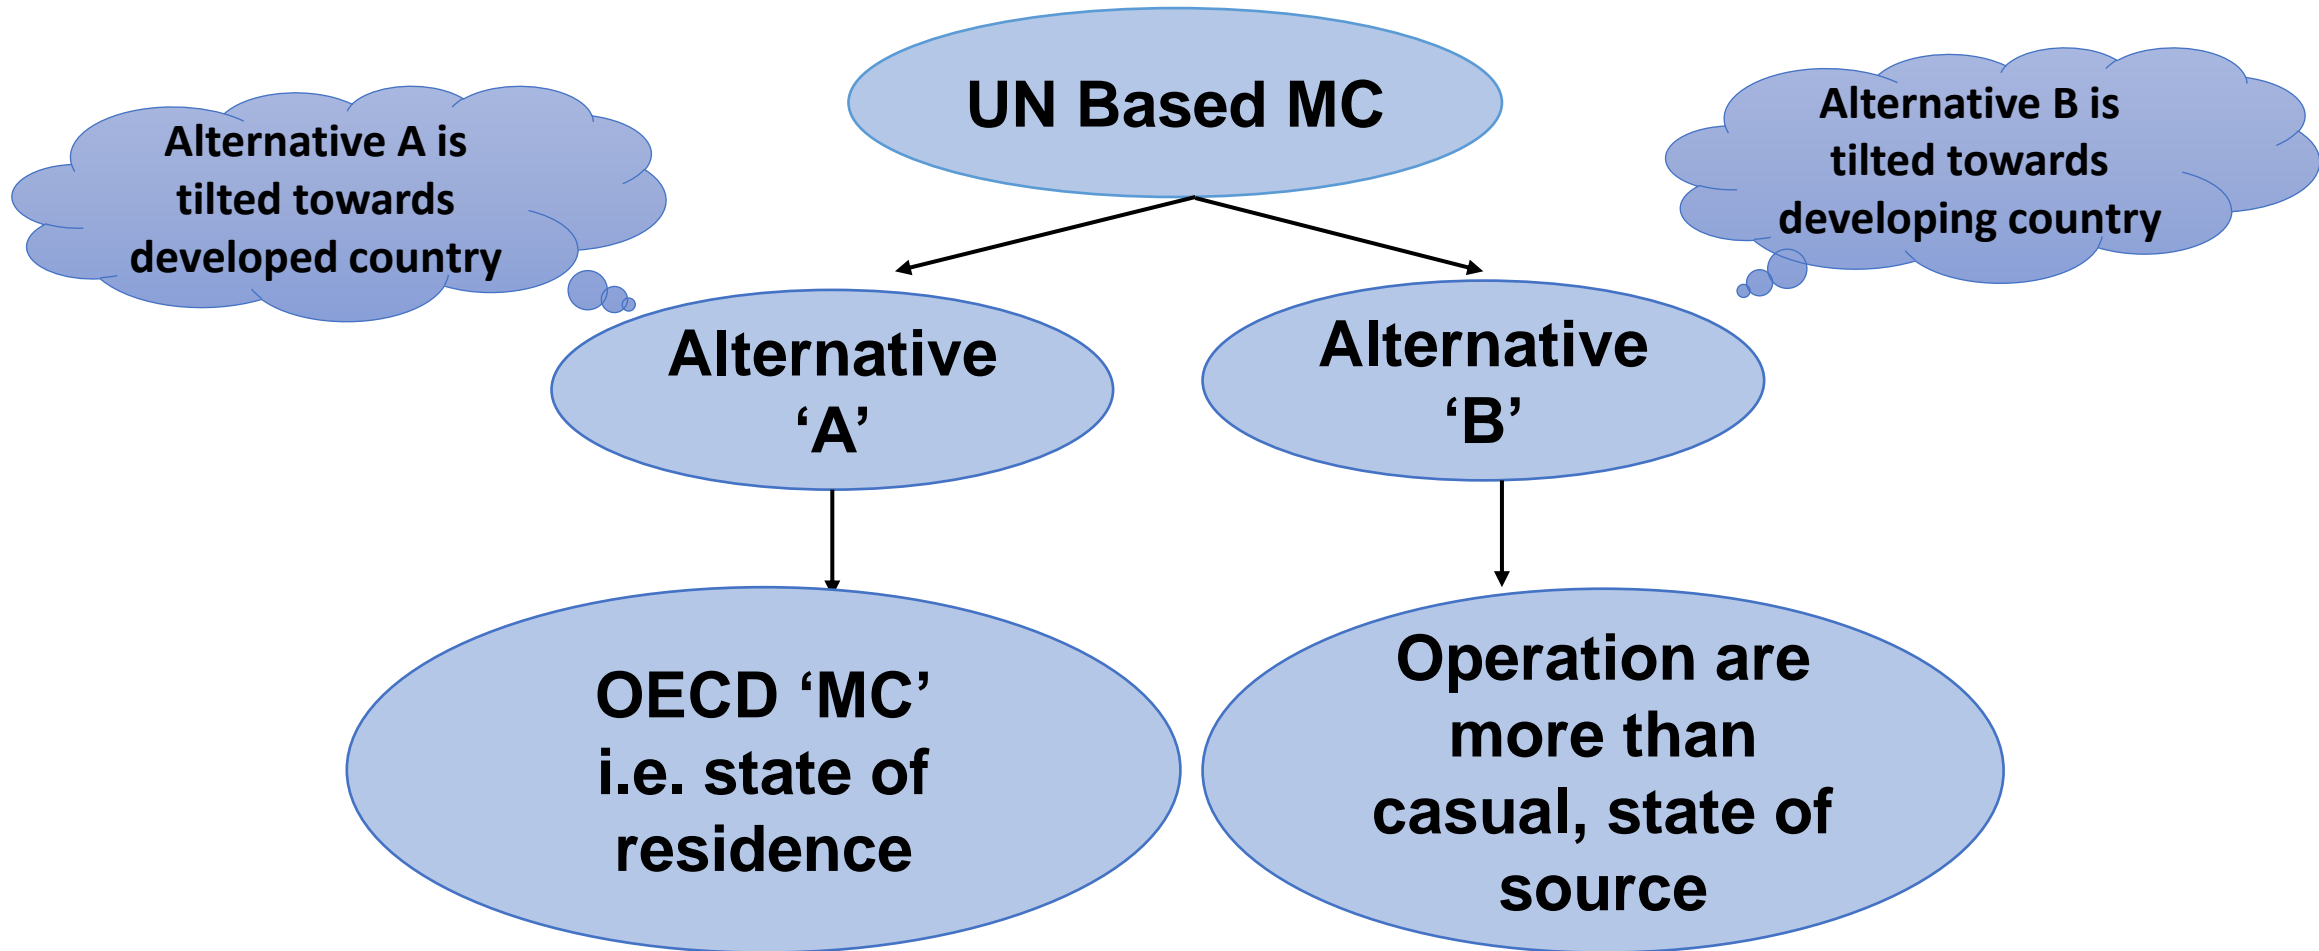 UN Based MC
Alternative A is
tilted towards
developed country
Alternative B is
tilted towards
developing country
Alternative
‘A’
Alternative
‘B’
OECD ‘MC’
i.e. state of
residence
Operation are
more than
casual, state of
source